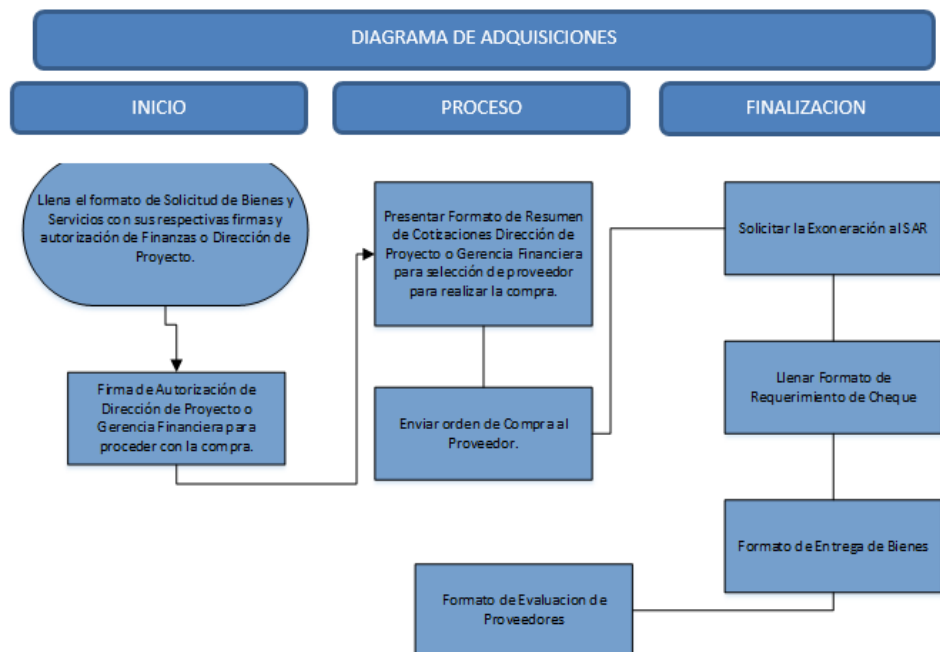 DIAGRAMA DE ADQUISICIONES
INICIO
PROCESO
FINALIZACION
Llena el formato de Solicitud de Bienes y
Servicios con sus respectivas firmas y
autorización de Finanzas o Dirección de
Proyecto.
Firma de Autorización de
Dirección de Proyecto o
Gerencia Financiera para
proceder con la compra.
Presentar Formato de Resumen
de Cotizaciones Dirección de
Proyecto o Gerencia Financiera
para selección de proveedor
para realizar la compra.
Enviar orden de Compra al
Proveedor.
Solicitar la Exoneración al SAR
Llenar Formato de
Requerimiento de Cheque
Formato de Entrega de Bienes
Formato de Evaluacion de
Proveedores